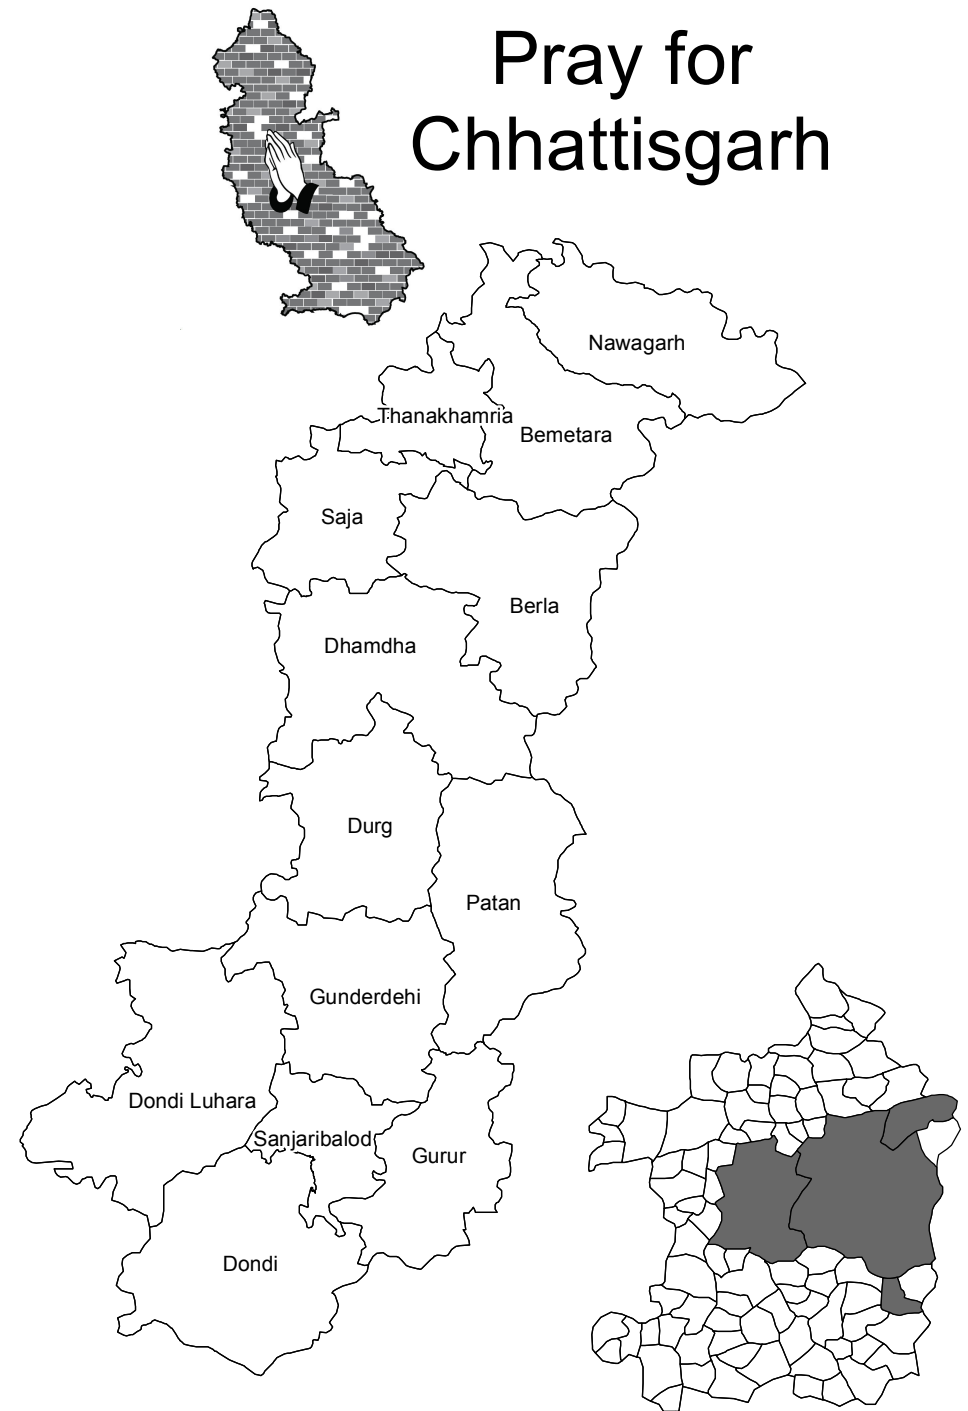 Pray for
Chhattisgarh
Nawagarh
Thanakhamria
Bemetara
Saja
Berla
Dhamdha
Durg
Patan
Gunderdehi
Dondi Luhara
Sanjaribalod
Gurur
Dondi